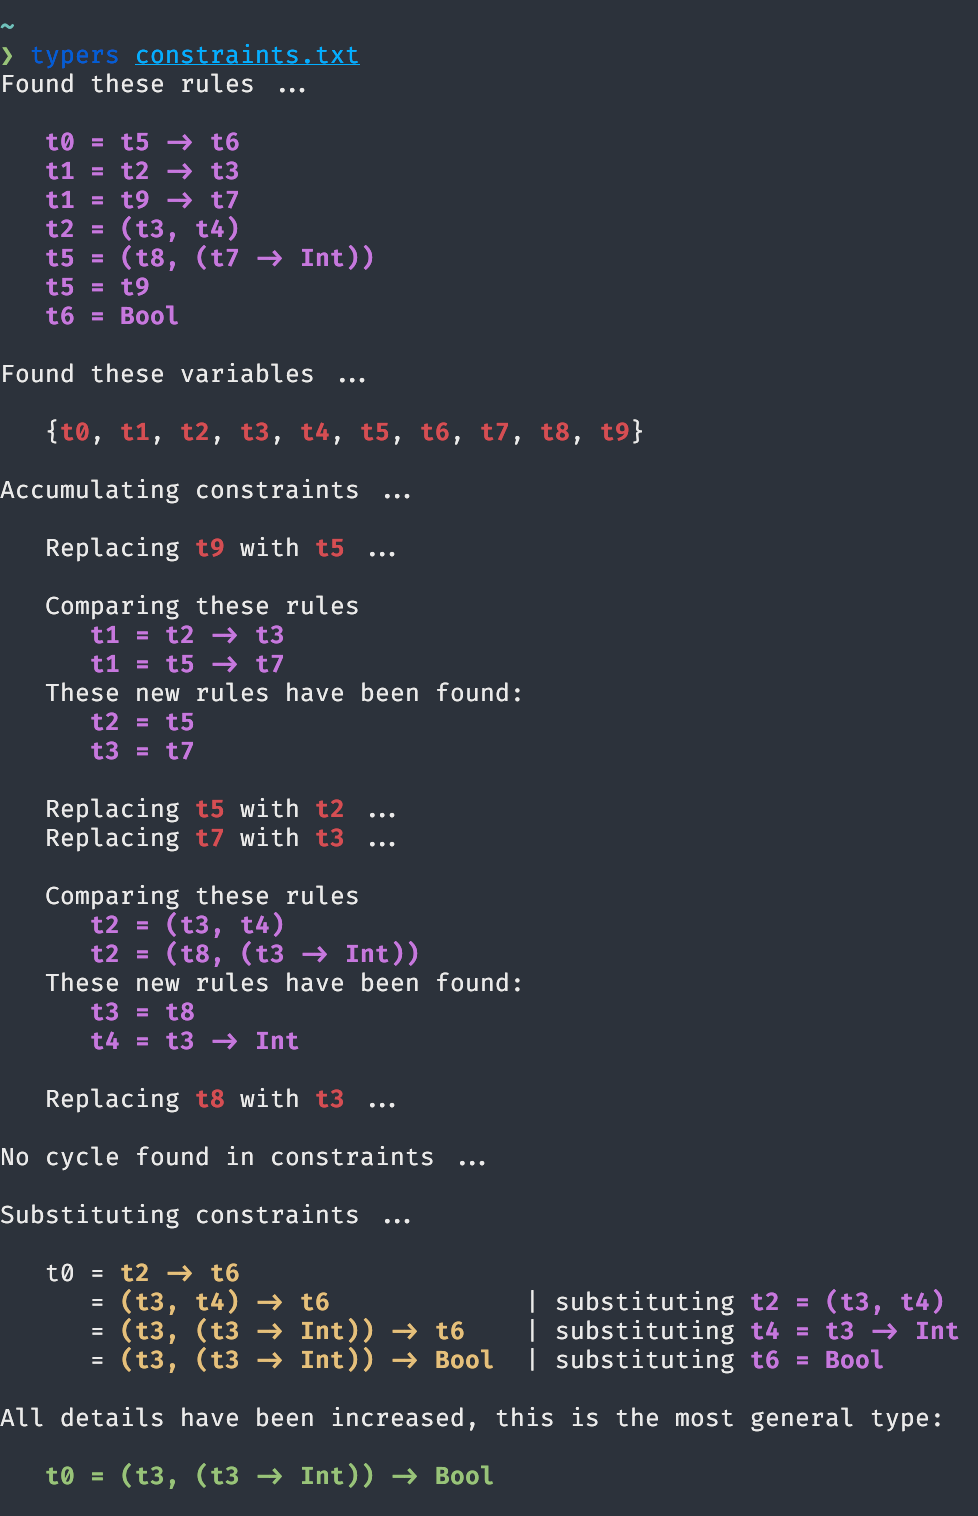 ~
❯ typers constraints.txt
Found these rules ...
t0 = t5 → t6
t1 = t2 → t3
t1 = t9 → t7
t2 = (t3, t4)
t5 = (t8, (t7 → Int))
t5 = t9
t6 = Bool
Found these variables ...
{t0, t1, t2, t3, t4, t5, t6, t7, t8, t9}
Accumulating constraints ...
Replacing t9 with t5 ...
Comparing these rules
t1 = t2 → t3
t1 = t5 → t7
These new rules have been found:
t2 = t5
t3 = t7
Replacing t5 with t2 ...
Replacing t7 with t3 ...
Comparing these rules
t2 = (t3, t4)
t2 = (t8, (t3 → Int))
These new rules have been found:
t3 = t8
t4 = t3 → Int
Replacing t8 with t3 ...
No cycle found in constraints ...
Substituting constraints ...
t0 = t2 → t6
= (t3, t4) → t6 | substituting t2 = (t3, t4)
= (t3, (t3 → Int)) → t6 | substituting t4 = t3 → Int
= (t3, (t3 → Int)) → Bool | substituting t6 = Bool
All details have been increased, this is the most general type:
t0 = (t3, (t3 → Int)) → Bool